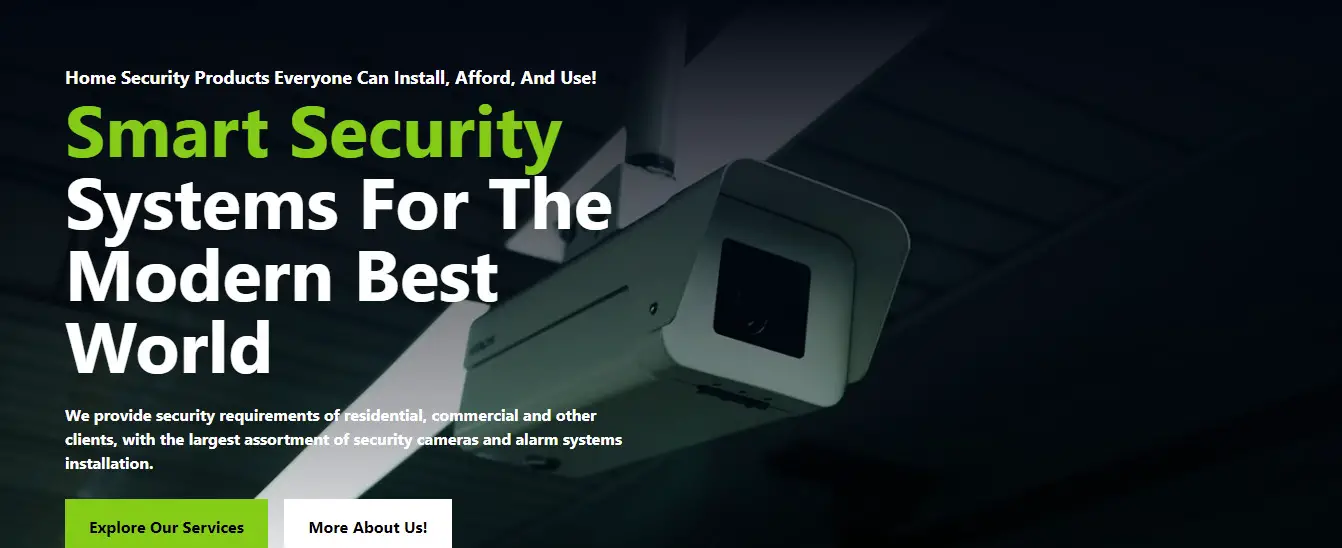 Home Security Products Everyone Can Install, Afford, And Use!
Smart Security
Systems For The
Modern Best
World
We provide security requirements of residential, commercial and other
clients, with the largest assortment of security cameras and alarm systems
installation.
Explore Our Services
More About Us!